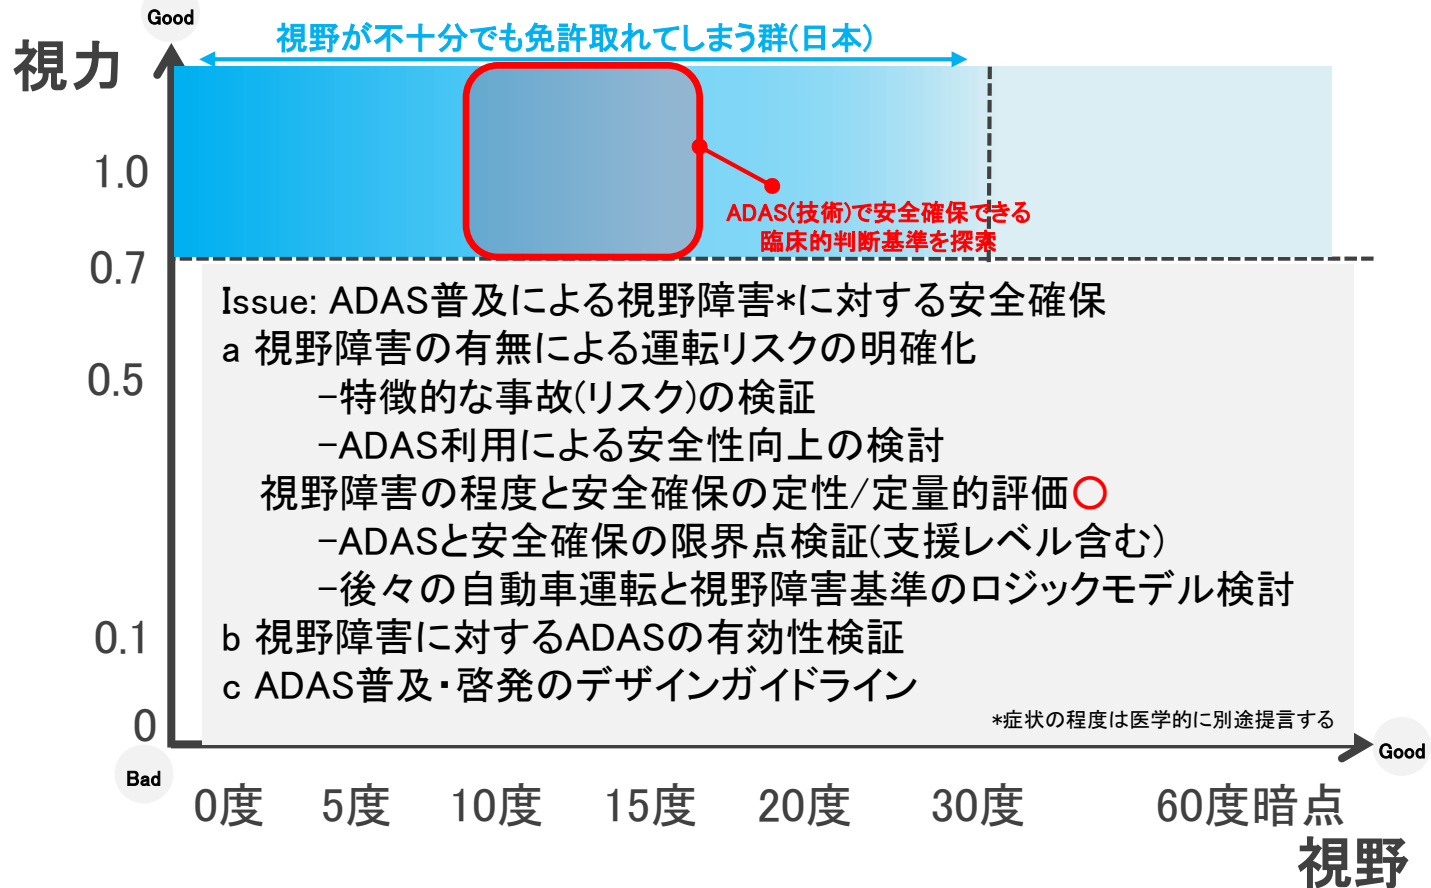 Good
視力
視野が不十分でも免許取れてしまう群(日本)
1.0
ADAS(技術)で安全確保できる
臨床的判断基準を探索
0.7
Issue: ADAS普及による視野障害*に対する安全確保
a 視野障害の有無による運転リスクの明確化
0.5
-特徴的な事故(リスク)の検証
-ADAS利用による安全性向上の検討
視野障害の程度と安全確保の定性/定量的評価〇
-ADASと安全確保の限界点検証(支援レベル含む)
-後々の自動車運転と視野障害基準のロジックモデル検討
0.1
b 視野障害に対するADASの有効性検証
c ADAS普及・啓発のデザインガイドライン
*症状の程度は医学的に別途提言する
0
Bad
Good
0度 5度 10度 15度 20度 30度 60度暗点
視野